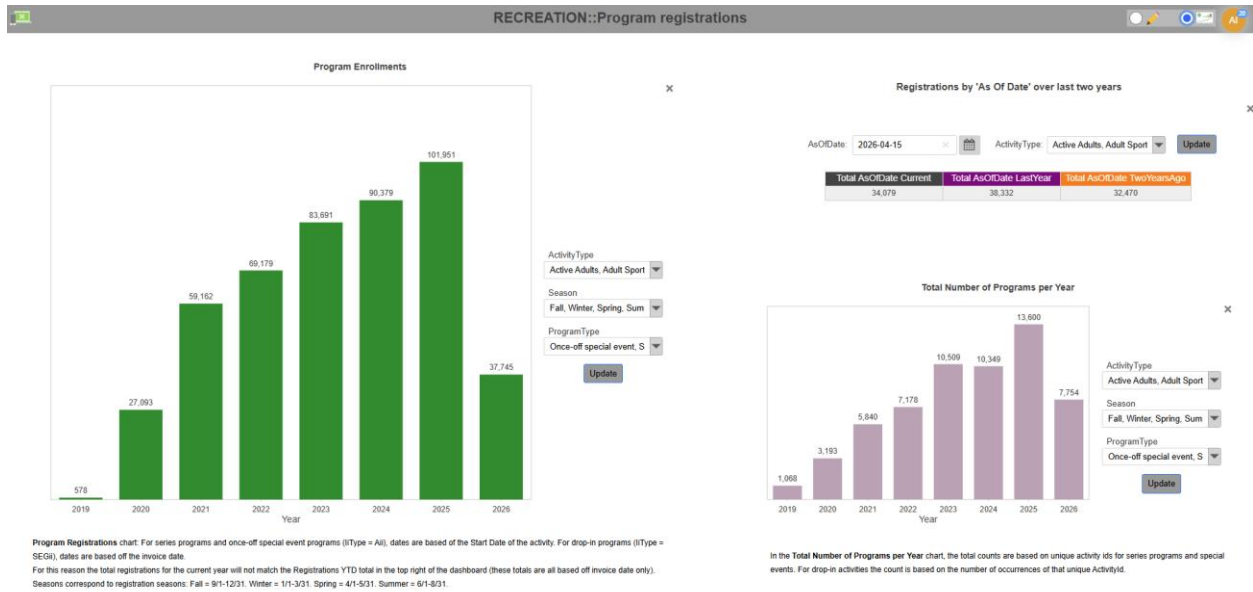 RECREATION::Program registrations
AI
Program Enrollments
101,951
90,379
83,691
69,179
59,162
37,745
27,093
578
2019 2020 2021 2022 2023 2024 2025 2026
Year
ActivityType
Active Adults, Adult Sport
Season
Fall, Winter, Spring, Sum
ProgramType
Once-off special event, S
Update
Program Registrations chart: For series programs and once-off special event programs (liType = AiI), dates are based of the Start Date of the activity. For drop-in programs (liType =
SEGii), dates are based off the invoice date.
For this reason the total registrations for the current year will not match the Registrations YTD total in the top right of the dashboard (these totals are all based off invoice date only).
Seasons correspond to registration seasons: Fall = 9/1-12/31. Winter = 1/1-3/31. Spring = 4/1-5/31. Summer = 6/1-8/31.
Registrations by 'As Of Date' over last two years
AsOfDate: 2026-04-15 ActivityType: Active Adults, Adult Sport Update
Total AsOfDate Current Total AsOfDate LastYear Total AsOfDate TwoYearsAgo
34,079 38,332 32,470
Total Number of Programs per Year
13,600
10,509 10,349
7,754
7,178
5,840
3,193
1,068
2019 2020 2021 2022 2023 2024 2025 2026
Year
ActivityType
Active Adults, Adult Sport
Season
Fall, Winter, Spring, Sum
ProgramType
Once-off special event, S
Update
In the Total Number of Programs per Year chart, the total counts are based on unique activity ids for series programs and special
events. For drop-in activities the count is based on the number of occurrences of that unique ActivityId.